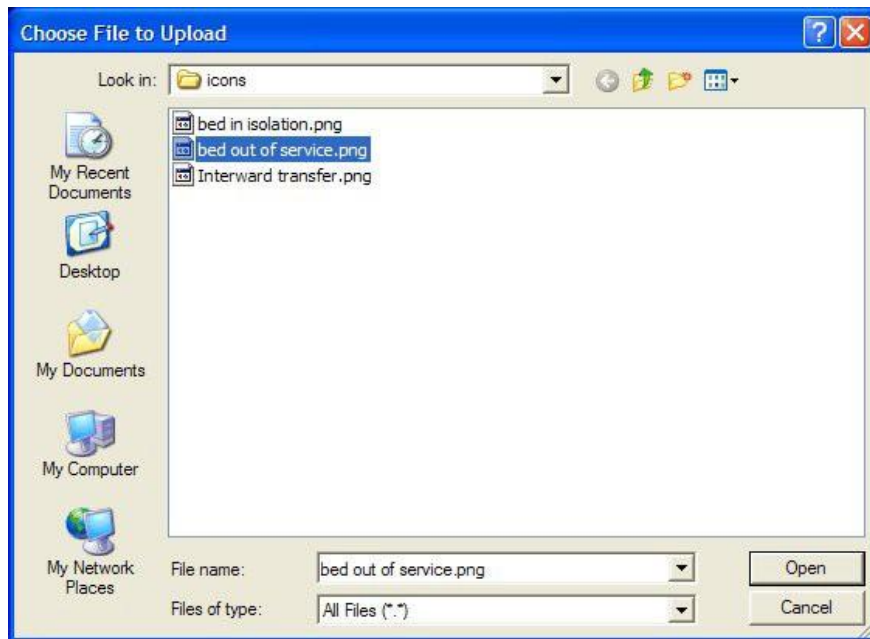 Choose File to Upload
Look in: icons
bed in isolation.png
bed out of service.png
Interward transfer.png
My Recent
Documents
Desktop
My Documents
My Computer
My Network
Places
File name: bed out of service.png Open
Files of type: All Files (*.*) Cancel